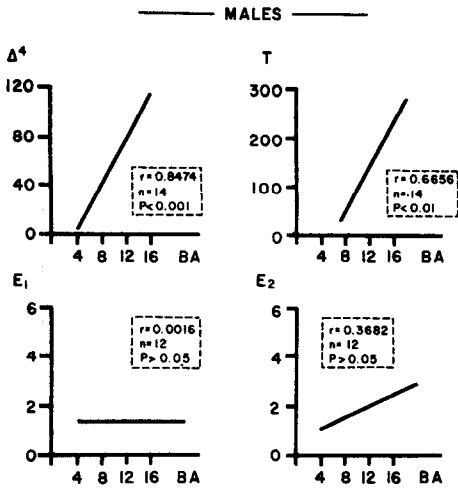 MALES
Δ⁴
120
80
40
0
r=0.8474
n=14
P<0.001
4 8 12 16 BA
T
300
200
100
0
r=0.6656
n=14
P<0.01
4 8 12 16 BA
E₁
6
4
2
0
r=0.0016
n=12
P>0.05
4 8 12 16 BA
E₂
6
4
2
0
r=0.3682
n=12
P>0.05
4 8 12 16 BA